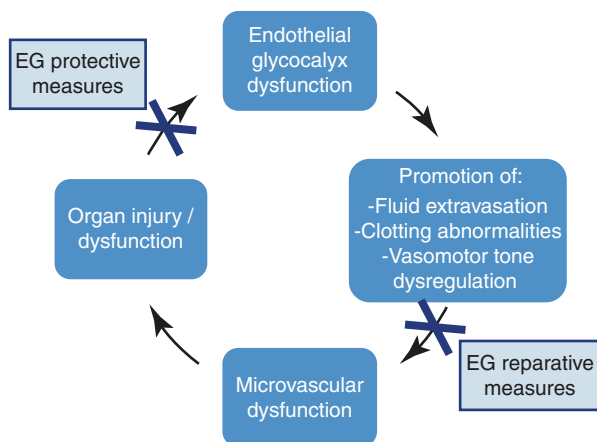 EG protective
measures
Endothelial
glycocalyx
dysfunction
Promotion of:
-Fluid extravasation
-Clotting abnormalities
-Vasomotor tone
dysregulation
EG reparative
measures
Microvascular
dysfunction
Organ injury /
dysfunction